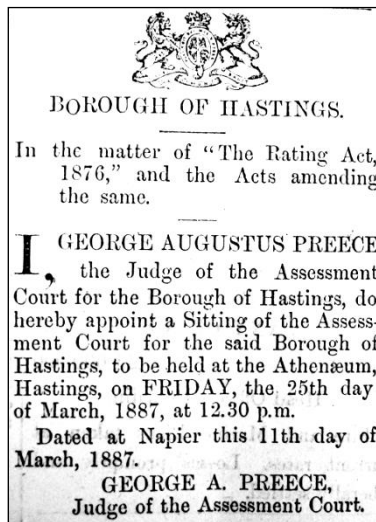 BOROUGH OF HASTINGS.
In the matter of "The Rating Act,
1876," and the Acts amending
the same.
I, GEORGE AUGUSTUS PREECE
the Judge of the Assessment
Court for the Borough of Hastings, do
hereby appoint a Sitting of the Assess-
ment Court for the said Borough of
Hastings, to be held at the Athenæum,
Hastings, on FRIDAY, the 25th day
of March, 1887, at 12.30 p.m.
Dated at Napier this 11th day of
March, 1887.
GEORGE A. PREECE,
Judge of the Assessment Court.